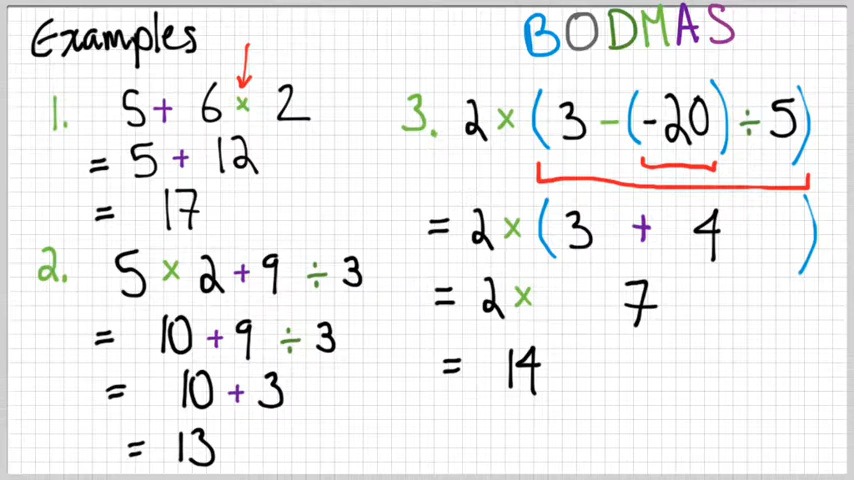 Examples
BODMAS
1. 5 + 6 × 2
= 5 + 12
= 17
2. 5 × 2 + 9 ÷ 3
= 10 + 9 ÷ 3
= 10 + 3
= 13
3. 2 × (3 - (-20) ÷ 5)
= 2 × (3 + 4)
= 2 × 7
= 14